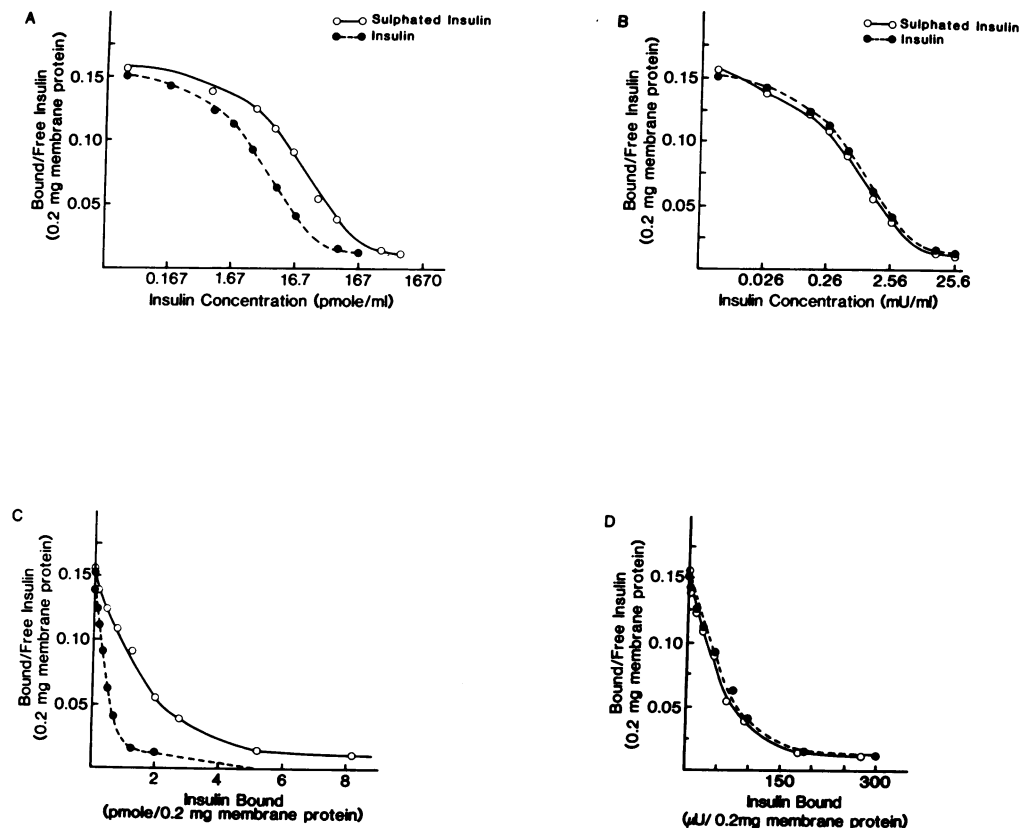 A
Sulphated Insulin
Insulin
Bound/Free Insulin
(0.2 mg membrane protein)
0.15
0.10
0.05
0.167
1.67
16.7
167
1670
Insulin Concentration (pmole/ml)
B
Sulphated Insulin
Insulin
Bound/Free Insulin
(0.2 mg membrane protein)
0.15
0.10
0.05
0.026
0.26
2.56
25.6
Insulin Concentration (mU/ml)
C
Bound/Free Insulin
(0.2 mg membrane protein)
0.15
0.10
0.05
2
4
6
8
Insulin Bound
(pmole/0.2 mg membrane protein)
D
Bound/Free Insulin
(0.2 mg membrane protein)
0.15
0.10
0.05
150
300
Insulin Bound
(μU/ 0.2mg membrane protein)